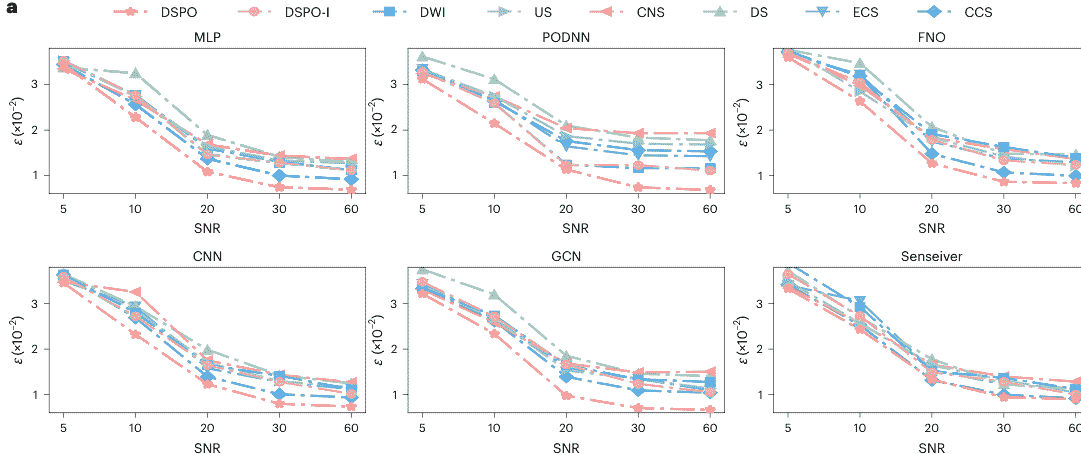 a
DSPO DSPO-I DWI US CNS DS ECS CCS
MLP PODNN FNO
ε (×10⁻²) ε (×10⁻²) ε (×10⁻²)
3 3 3
2 2 2
1 1 1
5 10 20 30 60 5 10 20 30 60 5 10 20 30 60
SNR SNR SNR
CNN GCN Senseiver
ε (×10⁻²) ε (×10⁻²) ε (×10⁻²)
3 3 3
2 2 2
1 1 1
5 10 20 30 60 5 10 20 30 60 5 10 20 30 60
SNR SNR SNR